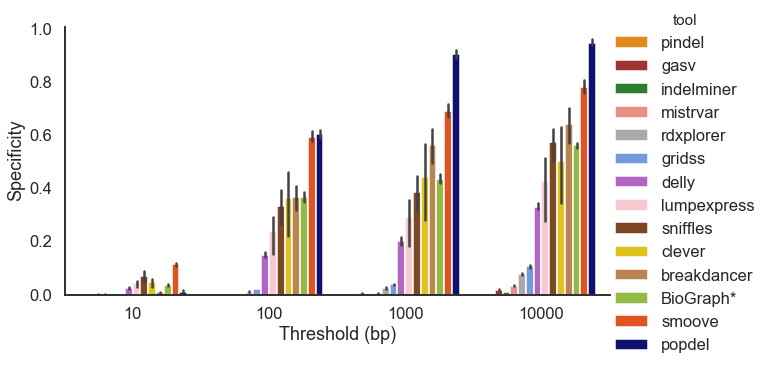 1.0
0.8
0.6
0.4
0.2
0.0
Specificity
10
100
1000
10000
Threshold (bp)
tool
pindel
gasv
indelminer
mistrvar
rdxplorer
gridss
delly
lumpexpress
sniffles
clever
breakdancer
BioGraph*
smoove
popdel